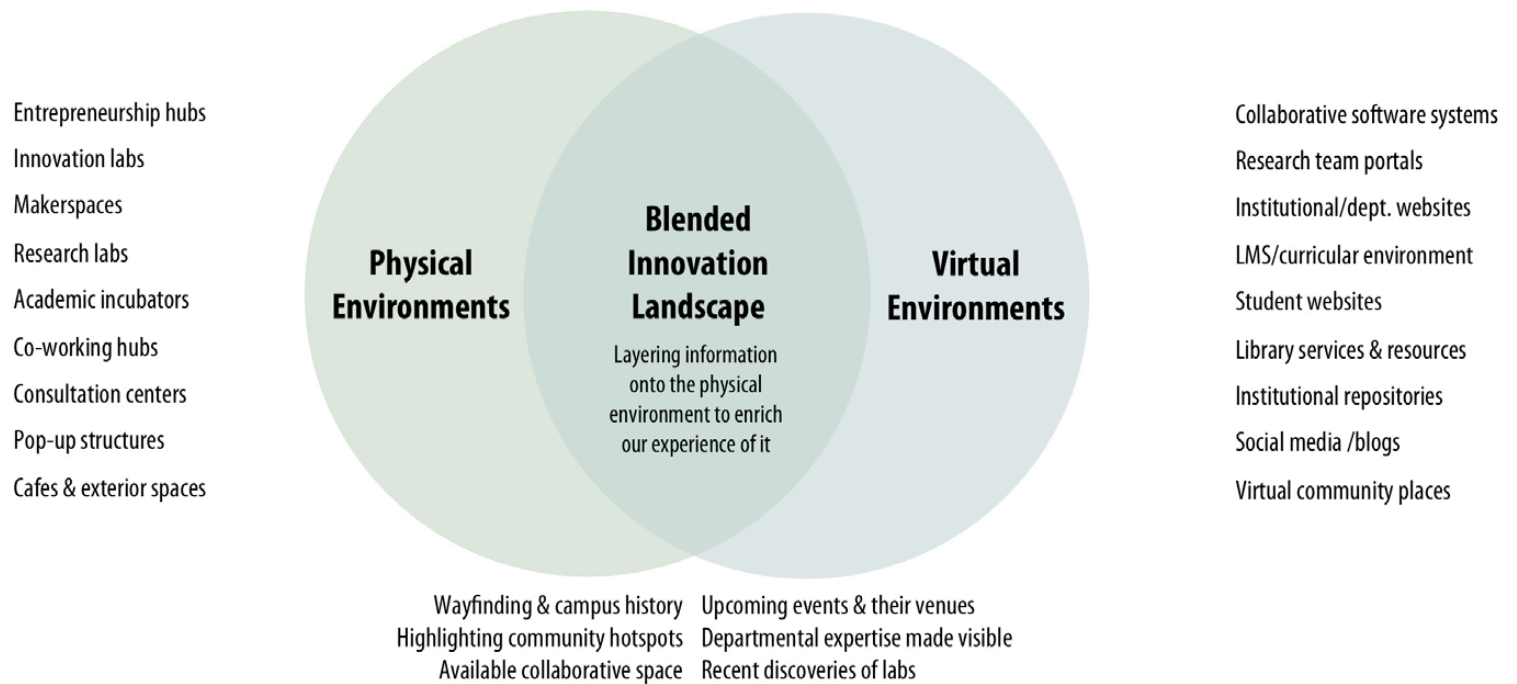 Entrepreneurship hubs
Innovation labs
Makerspaces
Research labs
Academic incubators
Co-working hubs
Consultation centers
Pop-up structures
Cafes & exterior spaces
Physical
Environments
Blended
Innovation
Landscape
Layering information
onto the physical
environment to enrich
our experience of it
Virtual
Environments
Collaborative software systems
Research team portals
Institutional/dept. websites
LMS/curricular environment
Student websites
Library services & resources
Institutional repositories
Social media /blogs
Virtual community places
Wayfinding & campus history
Highlighting community hotspots
Available collaborative space
Upcoming events & their venues
Departmental expertise made visible
Recent discoveries of labs